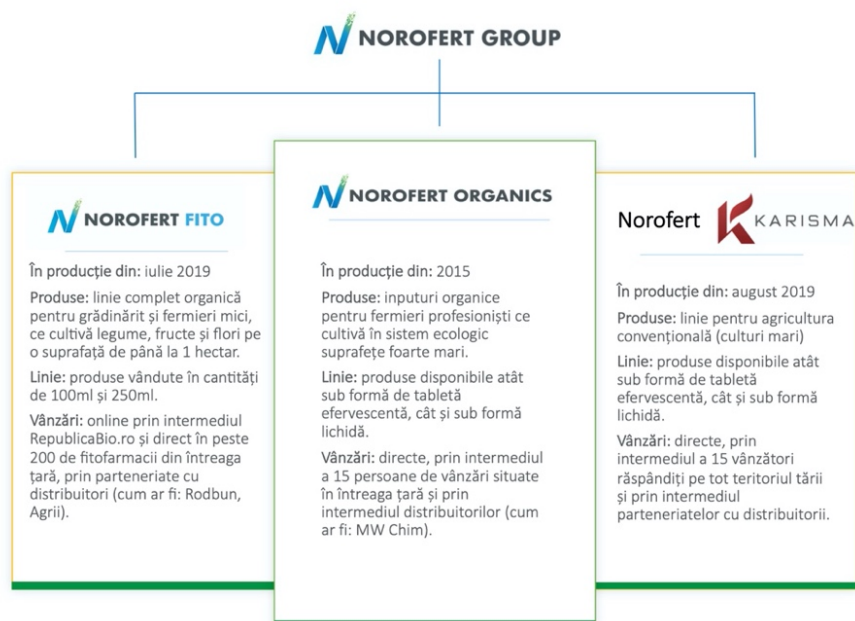 NOROFERT GROUP
NOROFERT FITO
În producție din: iulie 2019
Produse: linie complet organică
pentru grădinărit și fermieri mici,
ce cultivă legume, fructe și flori pe
o suprafață de până la 1 hectar.
Linie: produse vândute în cantități
de 100ml și 250ml.
Vânzări: online prin intermediul
RepublicaBio.ro și direct în peste
200 de fitofarmacii din întreaga
țară, prin parteneriate cu
distribuitori (cum ar fi: Rodbun,
Agrii).
NOROFERT ORGANICS
În producție din: 2015
Produse: inputuri organice
pentru fermieri profesioniști ce
cultivă în sistem ecologic
suprafețe foarte mari.
Linie: produse disponibile atât
sub formă de tabletă
efervescentă, cât și sub formă
lichidă.
Vânzări: directe, prin intermediul
a 15 persoane de vânzări situate
în întreaga țară și prin
intermediul distribuitorilor (cum
ar fi: MW Chim).
Norofert KARISMA
În producție din: august 2019
Produse: linie pentru agricultura
convențională (culturi mari)
Linie: produse disponibile atât
sub formă de tabletă
efervescentă, cât și sub formă
lichidă.
Vânzări: directe, prin
intermediul a 15 vânzători
răspândiți pe tot teritoriul tării
și prin intermediul
parteneriatelor cu distribuitorii.